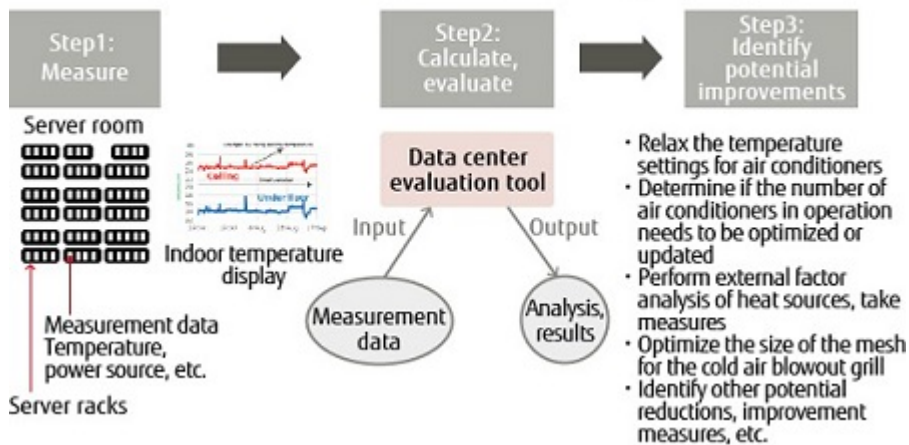 Step1:
Measure
Step2:
Calculate,
evaluate
Step3:
Identify
potential
improvements
Server room
Ceiling
Under floor
Indoor temperature
display
Measurement data
Temperature,
power source, etc.
Server racks
Data center
evaluation tool
Input
Output
Measurement
data
Analysis,
results
• Relax the temperature
settings for air conditioners
• Determine if the number of
air conditioners in operation
needs to be optimized or
updated
• Perform external factor
analysis of heat sources, take
measures
• Optimize the size of the mesh
for the cold air blowout grill
• Identify other potential
reductions, improvement
measures, etc.